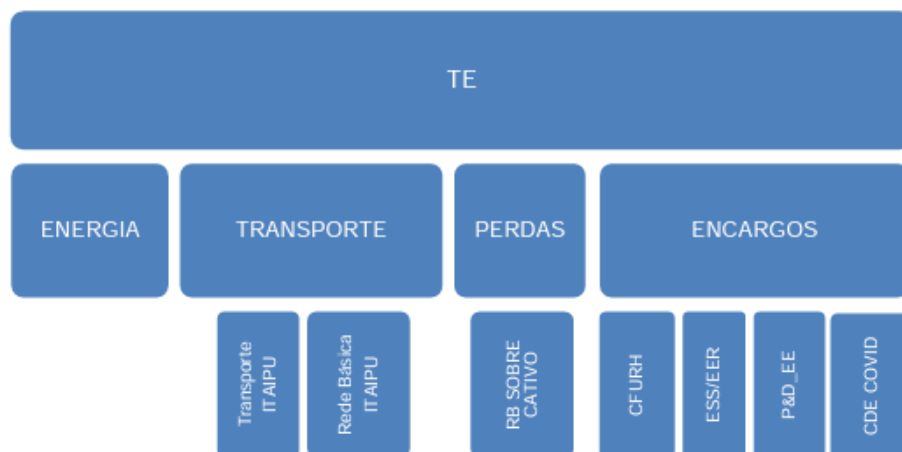 TE
ENERGIA
TRANSPORTE
PERDAS
ENCARGOS
Transporte
ITAIPU
Rede Básica
ITAIPU
RB SOBRE
CATIVO
CFURH
ESS/EER
P&D_EE
CDE COVID